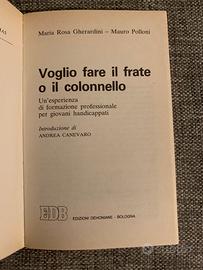 Maria Rosa Gherardini – Mauro Polloni
Voglio fare il frate
o il colonnello
Un'esperienza
di formazione professionale
per giovani handicappati
Introduzione di
ANDREA CANEVARO
EDB
EDIZIONI DEHONIANE - BOLOGNA